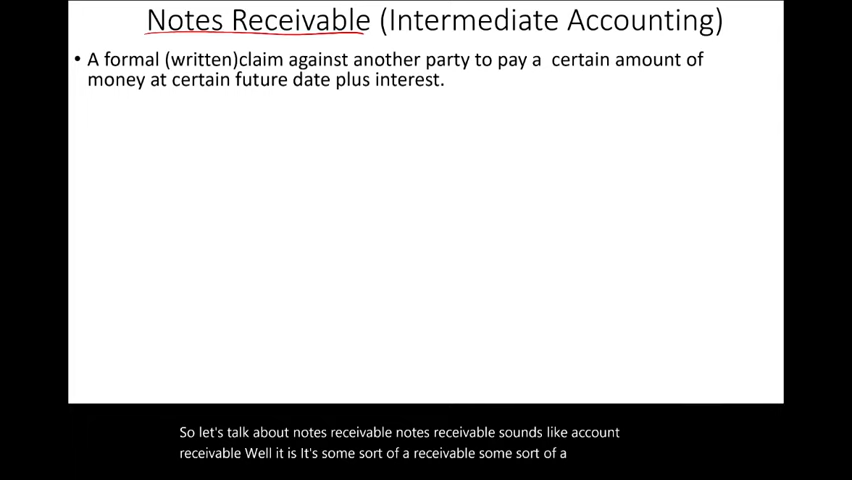 Notes Receivable (Intermediate Accounting)
• A formal (written)claim against another party to pay a certain amount of
money at certain future date plus interest.
So let's talk about notes receivable notes receivable sounds like account
receivable Well it is It's some sort of a receivable some sort of a